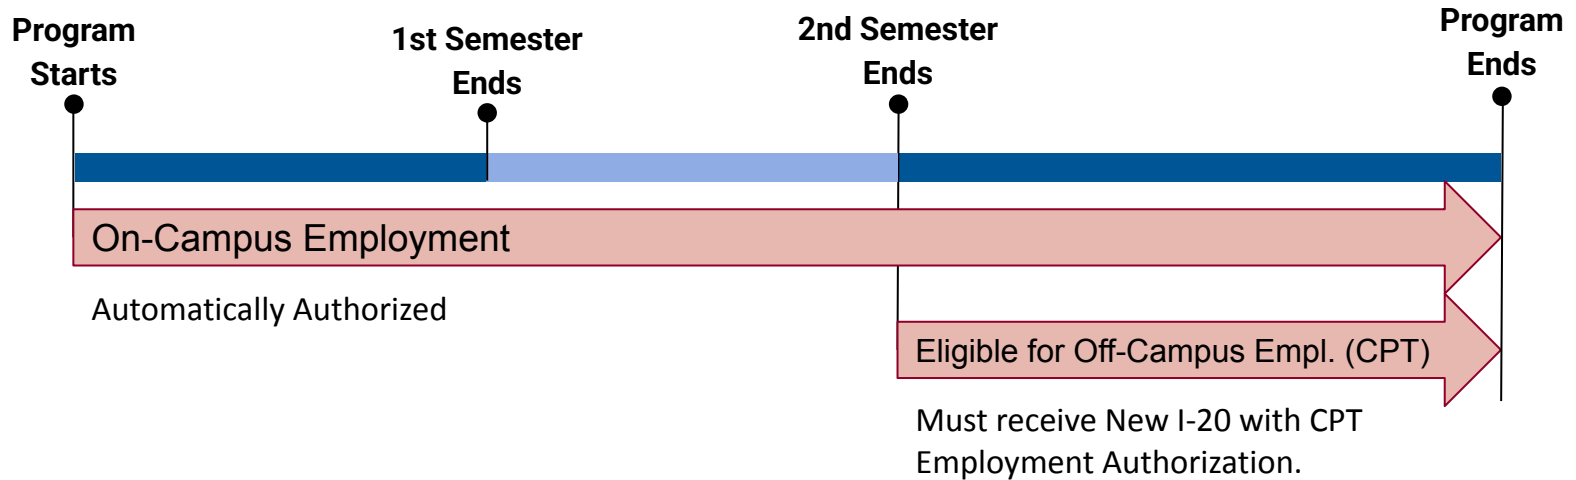 Program
Starts
1st Semester
Ends
2nd Semester
Ends
Program
Ends
On-Campus Employment
Automatically Authorized
Eligible for Off-Campus Empl. (CPT)
Must receive New I-20 with CPT
Employment Authorization.